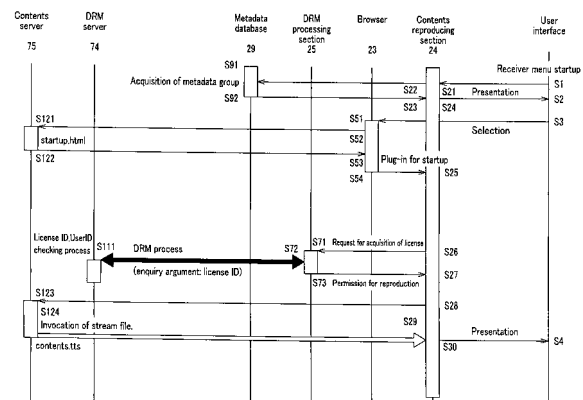 Contents server
75
DRM server
74
Metadata database
29
DRM processing section
25
Browser
23
Contents reproducing section
24
User interface
Receiver menu startup
S91
Acquisition of metadata group
S92
S22
S21
Presentation
S1
S2
S23
S24
S121
S51
S3
startup.html
S52
Selection
S122
S53
Plug-in for startup
S54
S25
License ID,UserID checking process
S111
DRM process
S72
S71
Request for acquisition of license
S26
(enquiry argument: license ID)
S27
S73
Permission for reproduction
S123
S28
S124
Invocation of stream file.
S29
Presentation
contents.tts
S30
S4